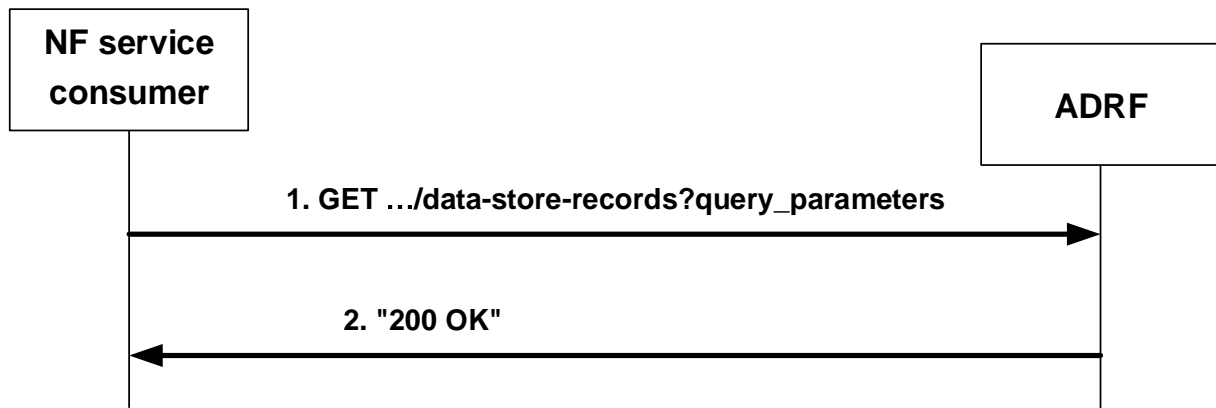 NF service
consumer
ADRF
1. GET …/data-store-records?query_parameters
2. "200 OK"